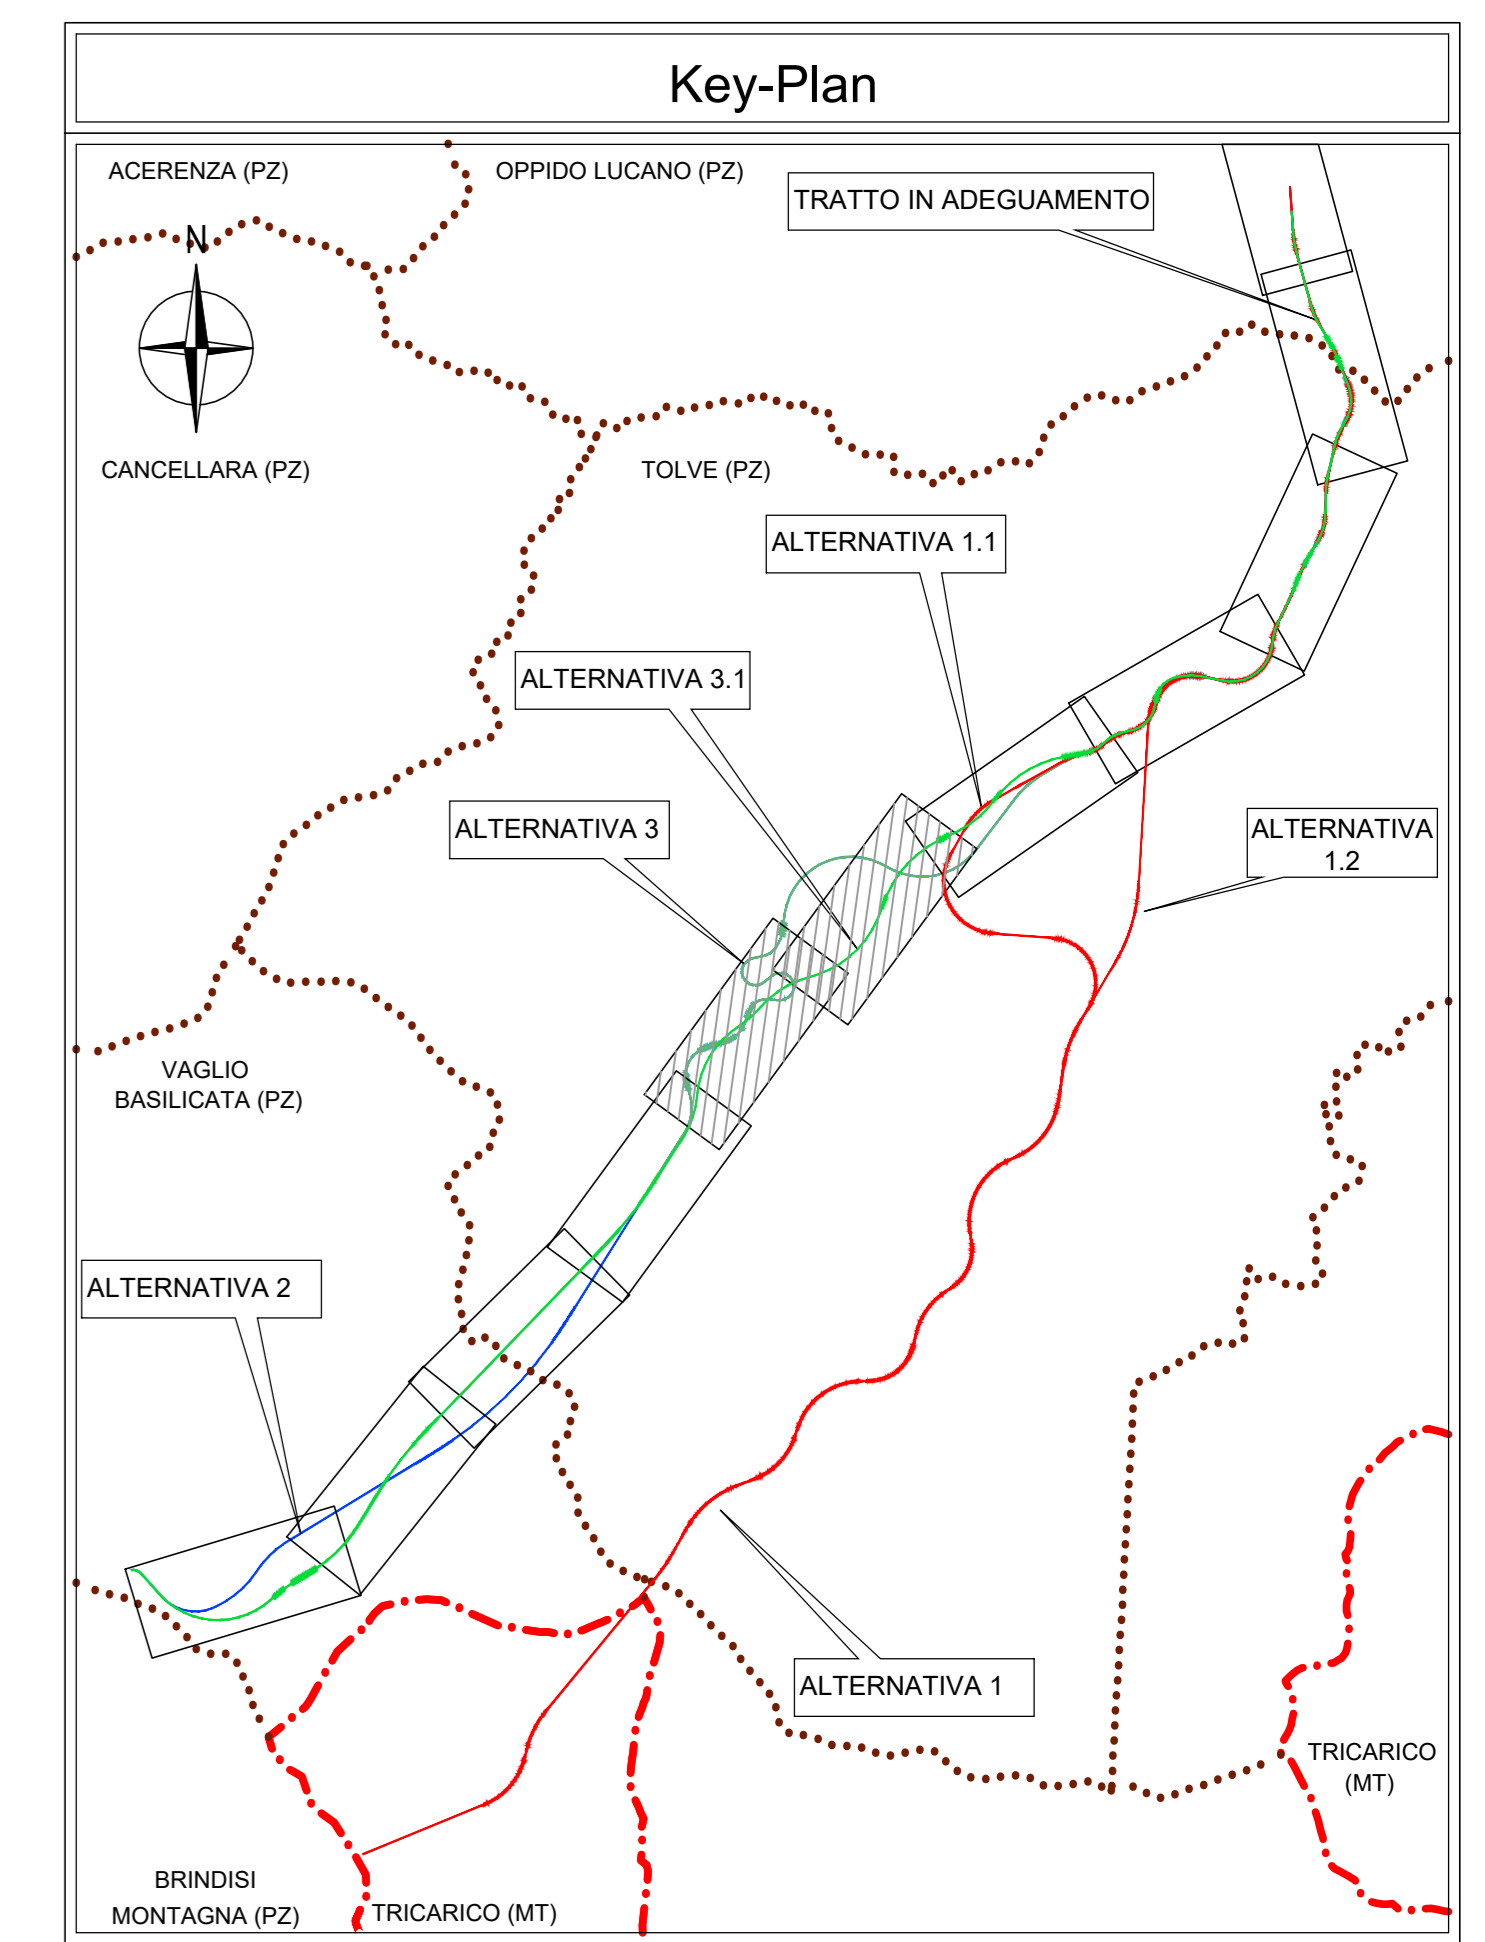 Key-Plan
ACERENZA (PZ)
OPPIDO LUCANO (PZ)
TRATTO IN ADEGUAMENTO
N
CANCELLARA (PZ)
TOLVE (PZ)
ALTERNATIVA 1.1
ALTERNATIVA 3.1
ALTERNATIVA 3
ALTERNATIVA
1.2
VAGLIO
BASILICATA (PZ)
ALTERNATIVA 2
ALTERNATIVA 1
TRICARICO
(MT)
BRINDISI
MONTAGNA (PZ)
TRICARICO (MT)